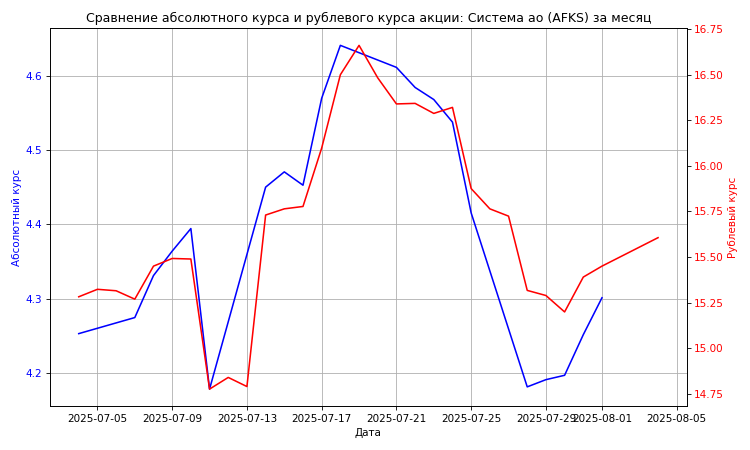 Сравнение абсолютного курса и рублевого курса акции: Система ао (AFKS) за месяц
Абсолютный курс
4.6
4.5
4.4
4.3
4.2
16.75
16.50
16.25
16.00
15.75
15.50
15.25
15.00
14.75
Рублевый курс
2025-07-05 2025-07-09 2025-07-13 2025-07-17 2025-07-21 2025-07-25 2025-07-29 2025-08-01 2025-08-05
Дата